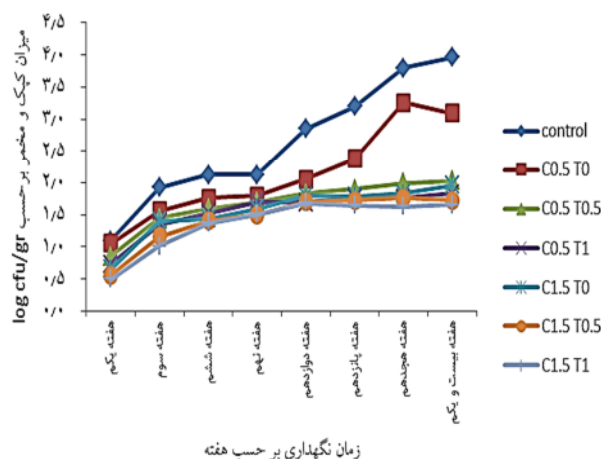 میزان کپک و مخمر بر حسب
log cfu/gr
۴٫۵
۴٫۰
۳٫۵
۳٫۰
۲٫۵
۲٫۰
۱٫۵
۱٫۰
۰٫۵
۰٫۰
هفته یکم
هفته سوم
هفته ششم
هفته نهم
هفته دوازدهم
هفته پانزدهم
هفته هجدهم
هفته بیست و یکم
زمان نگهداری بر حسب هفته
control
C0.5 T0
C0.5 T0.5
C0.5 T1
C1.5 T0
C1.5 T0.5
C1.5 T1